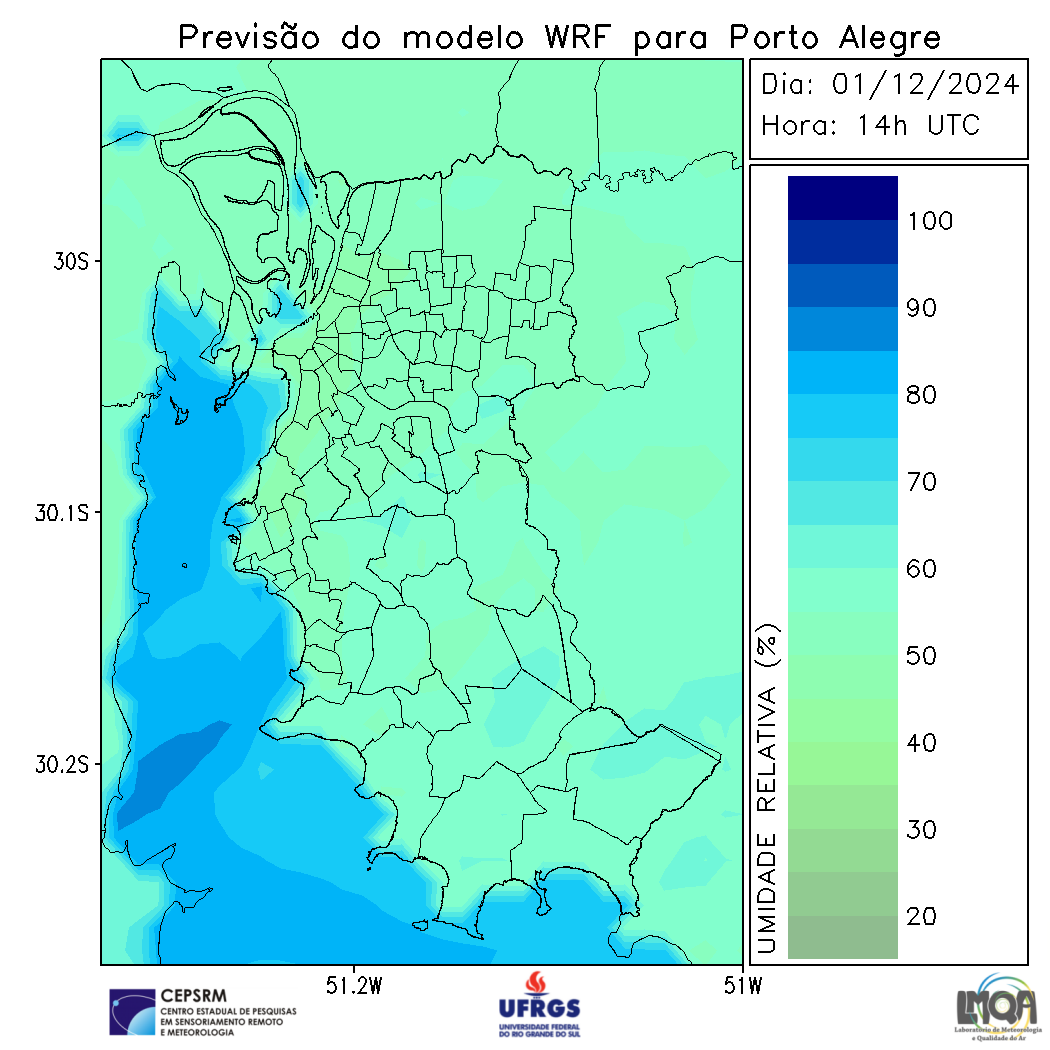 Previsão do modelo WRF para Porto Alegre
Dia: 01/12/2024
Hora: 14h UTC
30S
30.1S
30.2S
51.2W
51W
UMIDADE RELATIVA (%)
100
90
80
70
60
50
40
30
20
CEPSRM
CENTRO ESTADUAL DE PESQUISAS
EM SENSORIAMENTO REMOTO
E METEOROLOGIA
UFRGS
UNIVERSIDADE FEDERAL
DO RIO GRANDE DO SUL
LMQA
Laboratório de Meteorologia
e Qualidade do Ar